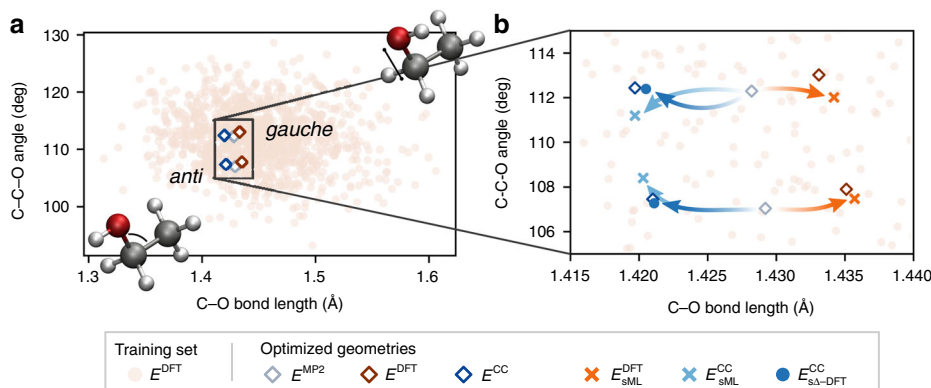 a
130
120
110
100
C–C–O angle (deg)
gauche
anti
1.3 1.4 1.5 1.6
C–O bond length (Å)
b
114
112
110
108
106
C-C-O angle (deg)
1.415 1.420 1.425 1.430 1.435 1.440
C–O bond length (Å)
Training set Optimized geometries
E^DFT E^MP2 E^DFT E^CC E^DFT_sML E^CC_sML E^CC_sΔ–DFT